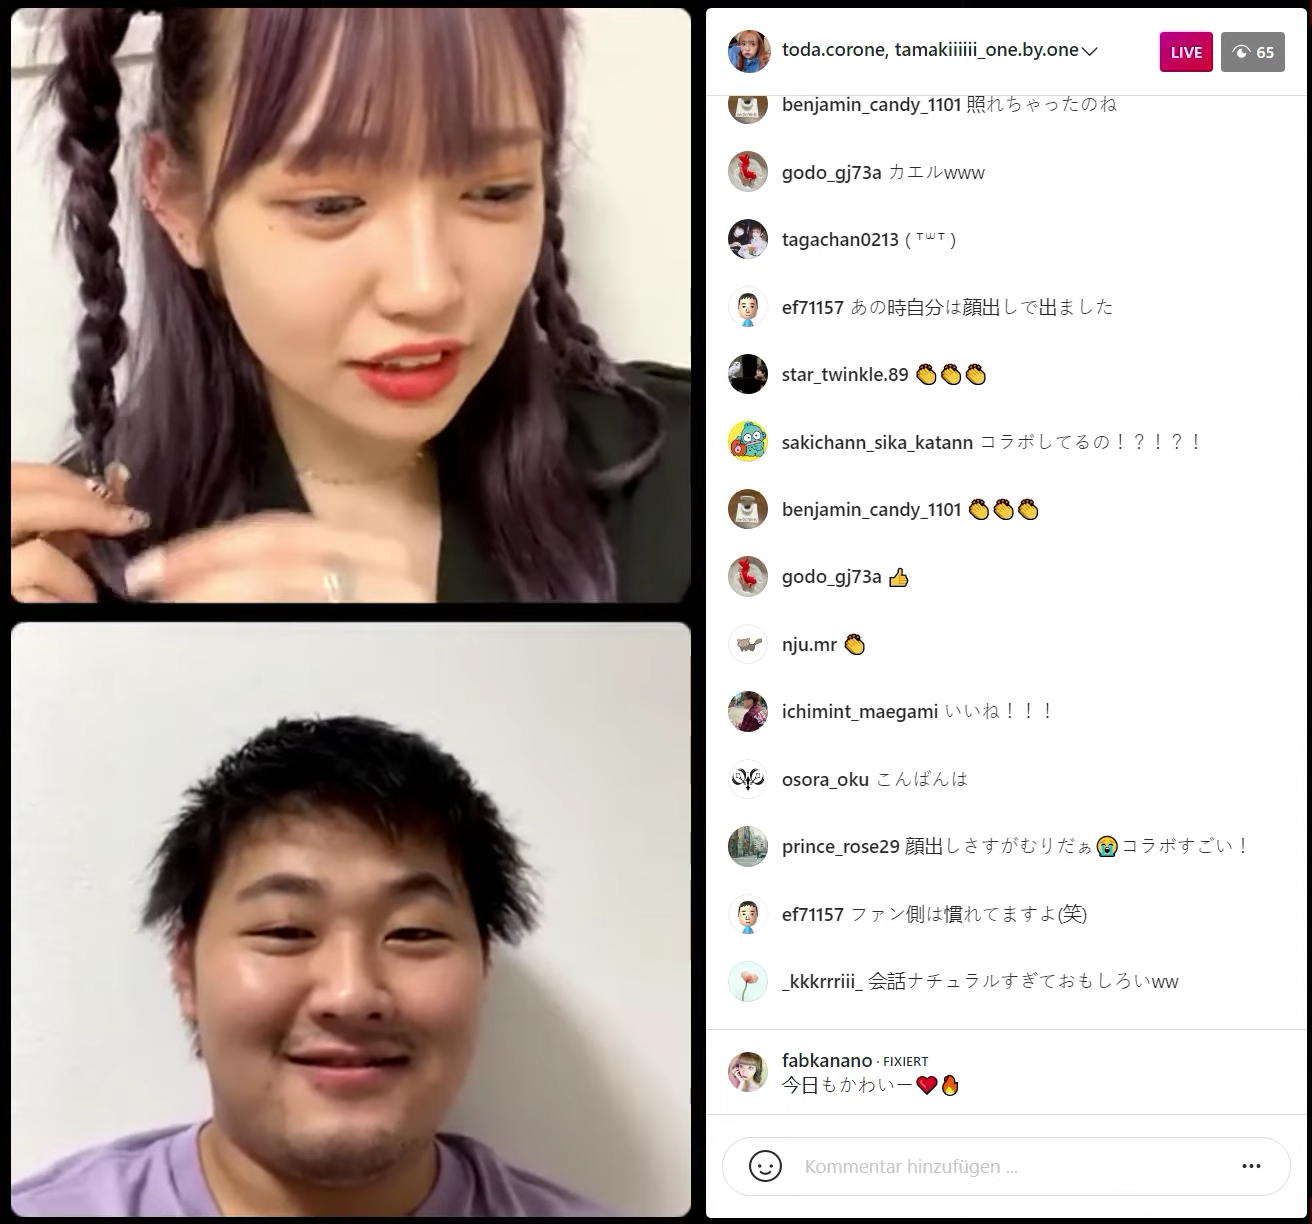 toda.corone, tamakiiiiii_one.by.one
LIVE
65
benjamin_candy_1101 照れちゃったのね
godo_gj73a カエルwww
tagachan0213 ( ᵀᵚᵀ )
ef71157 あの時自分は顔出しで出ました
star_twinkle.89 👏👏👏
sakichann_sika_katann コラボしてるの！？！？！
benjamin_candy_1101 👏👏👏
godo_gj73a 👍
nju.mr 👏
ichimint_maegami いいね！！！
osora_oku こんばんは
prince_rose29 顔出しさすがむりだぁ😭コラボすごい！
ef71157 ファン側は慣れてますよ(笑)
_kkkrrriii_ 会話ナチュラルすぎておもしろいww
fabkanano · FIXIERT
今日もかわいー❤️🔥
Kommentar hinzufügen ...